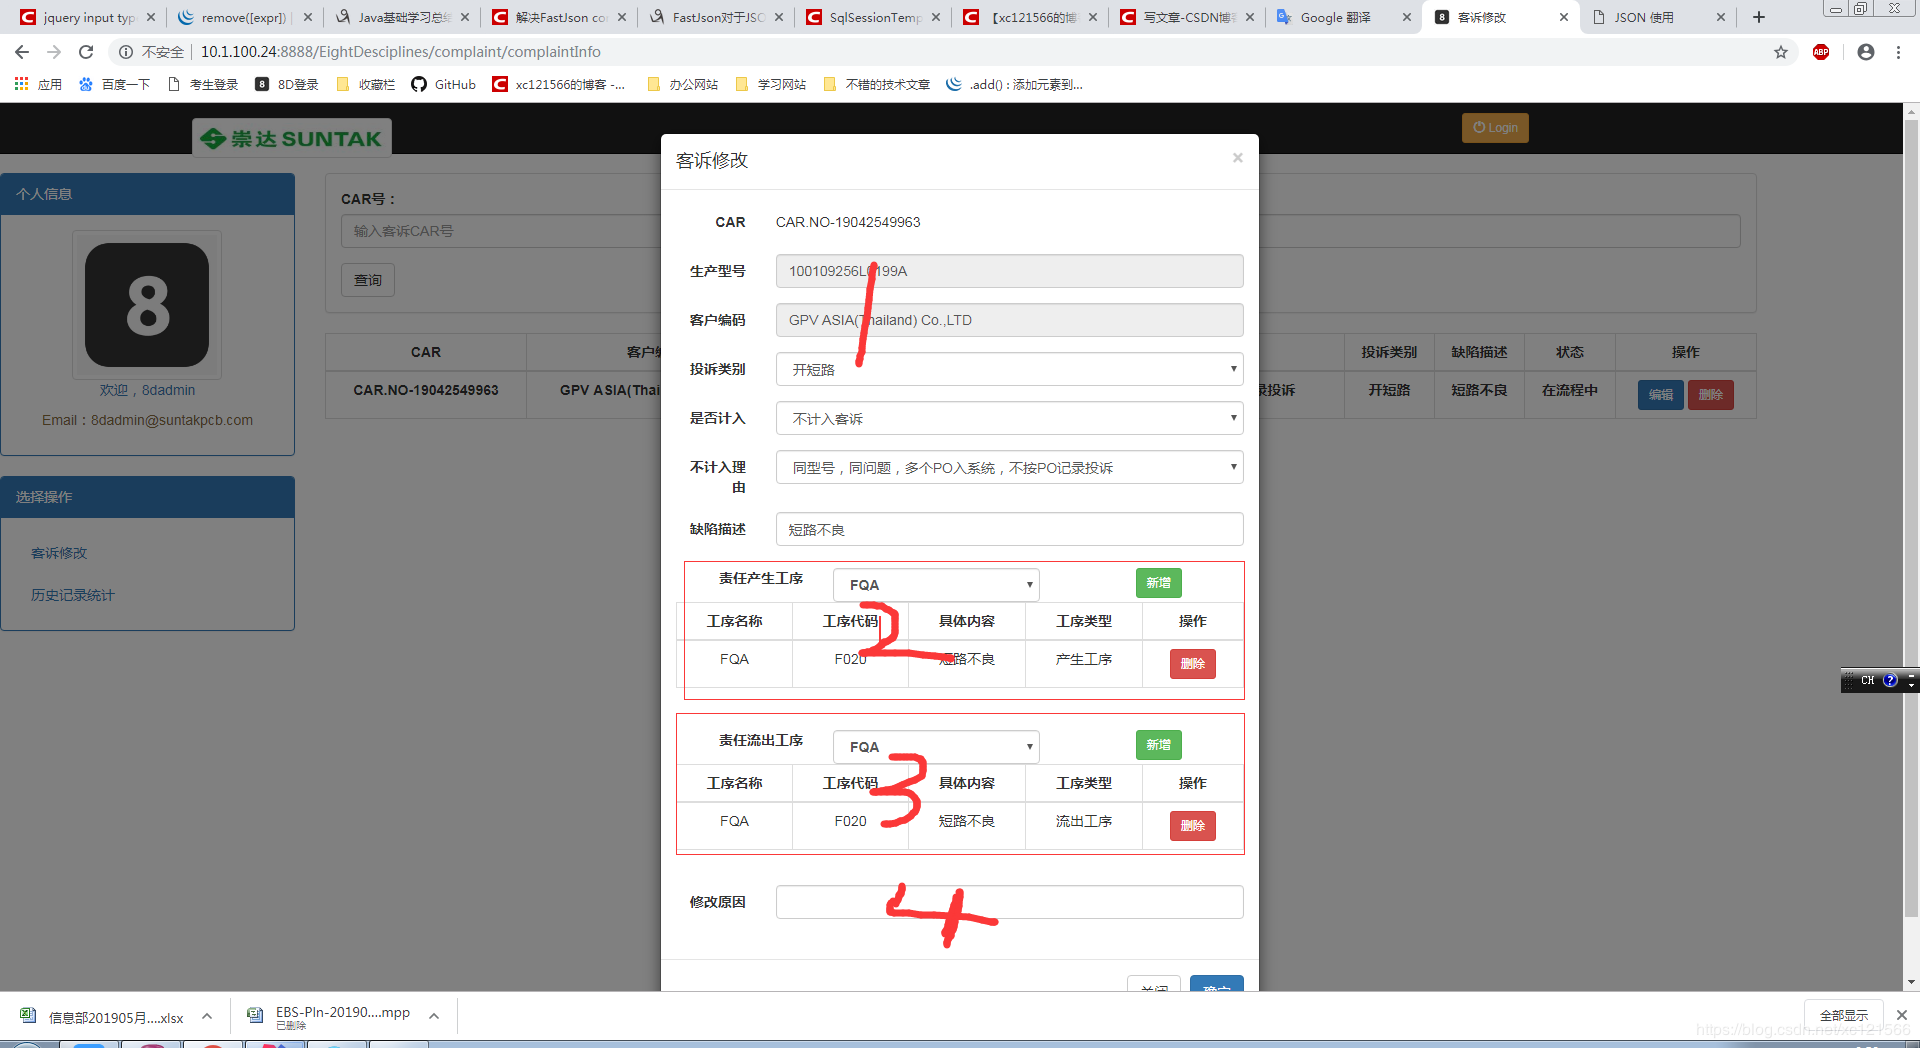 jquery input typ
remove([expr])
Java基础学习总结
解决FastJson co
FastJson对于JSO
SqlSessionTemp
【xc121566的博
写文章-CSDN博客
Google 翻译
客诉修改
JSON 使用
不安全 10.1.100.24:8888/EightDesciplines/complaint/complaintInfo
ABP
应用 百度一下 考生登录 8D登录 收藏栏 GitHub xc121566的博客 -... 办公网站 学习网站 不错的技术文章 .add() : 添加元素到...
崇达 SUNTAK
Login
个人信息
8
欢迎，8dadmin
Email：8dadmin@suntakpcb.com
选择操作
客诉修改
历史记录统计
CAR号：
输入客诉CAR号
查询
CAR 客户编 投诉类别 缺陷描述 状态 操作
CAR.NO-19042549963 GPV ASIA(Thai 录投诉 开短路 短路不良 在流程中 编辑 删除
客诉修改 ×
CAR CAR.NO-19042549963
生产型号 100109256L0199A
客户编码 GPV ASIA(Thailand) Co.,LTD
1
投诉类别 开短路
是否计入 不计入客诉
不计入理由 同型号，同问题，多个PO入系统，不按PO记录投诉
缺陷描述 短路不良
责任产生工序 FQA 新增
工序名称 工序代码 具体内容 工序类型 操作
2
FQA F020 短路不良 产生工序 删除
责任流出工序 FQA 新增
工序名称 工序代码 具体内容 工序类型 操作
3
FQA F020 短路不良 流出工序 删除
修改原因
4
关闭 确定
CH
信息部201905月....xlsx
EBS-Pln-20190....mpp
已删除
全部显示
https://blog.csdn.net/xc121566